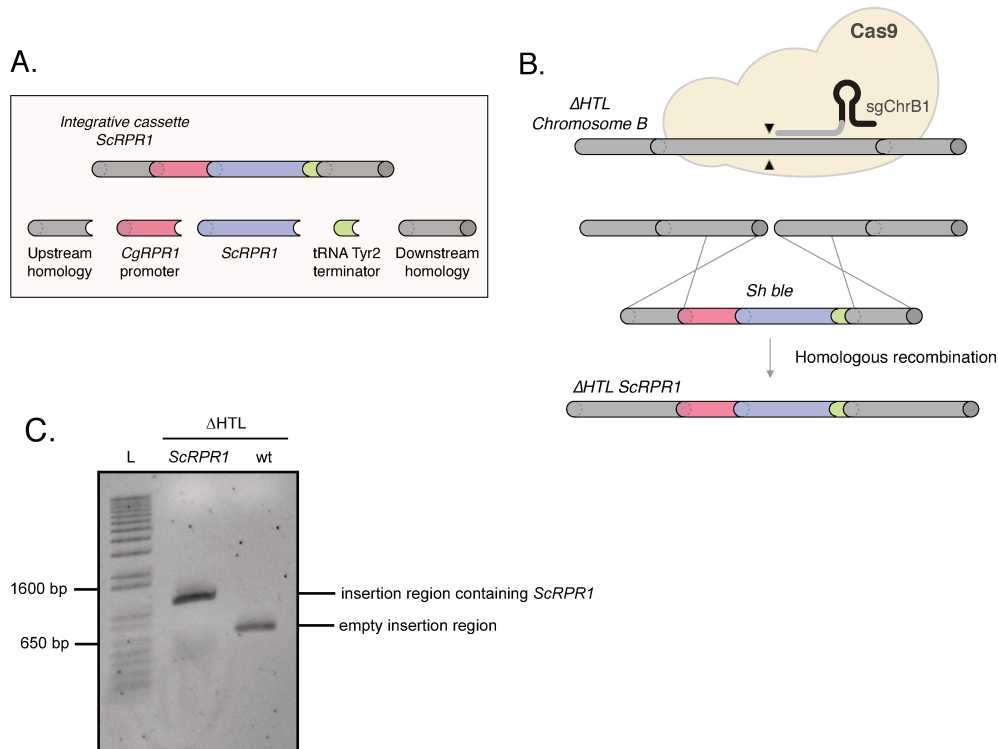 A.
Integrative cassette
ScRPR1
Upstream
homology
CgRPR1
promoter
ScRPR1
tRNA Tyr2
terminator
Downstream
homology
B.
Cas9
sgChrB1
ΔHTL
Chromosome B
Sh ble
Homologous recombination
ΔHTL ScRPR1
C.
ΔHTL
L ScRPR1 wt
1600 bp
insertion region containing ScRPR1
empty insertion region
650 bp